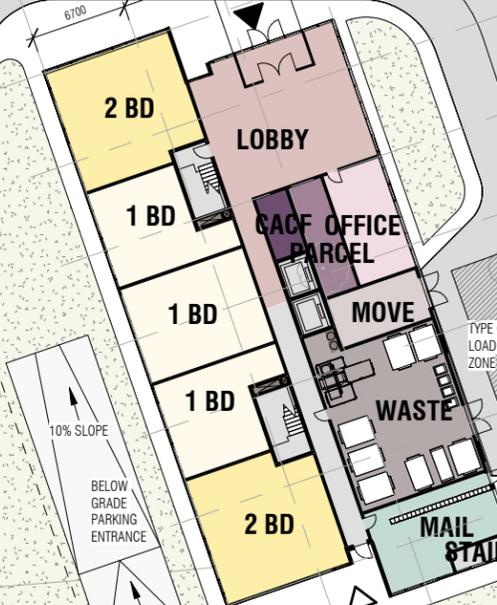 6700
2 BD
LOBBY
1 BD
CACF
OFFICE
PARCEL
1 BD
MOVE
TYPE
LOAD
ZONE
1 BD
WASTE
10% SLOPE
BELOW
GRADE
PARKING
ENTRANCE
2 BD
MAIL